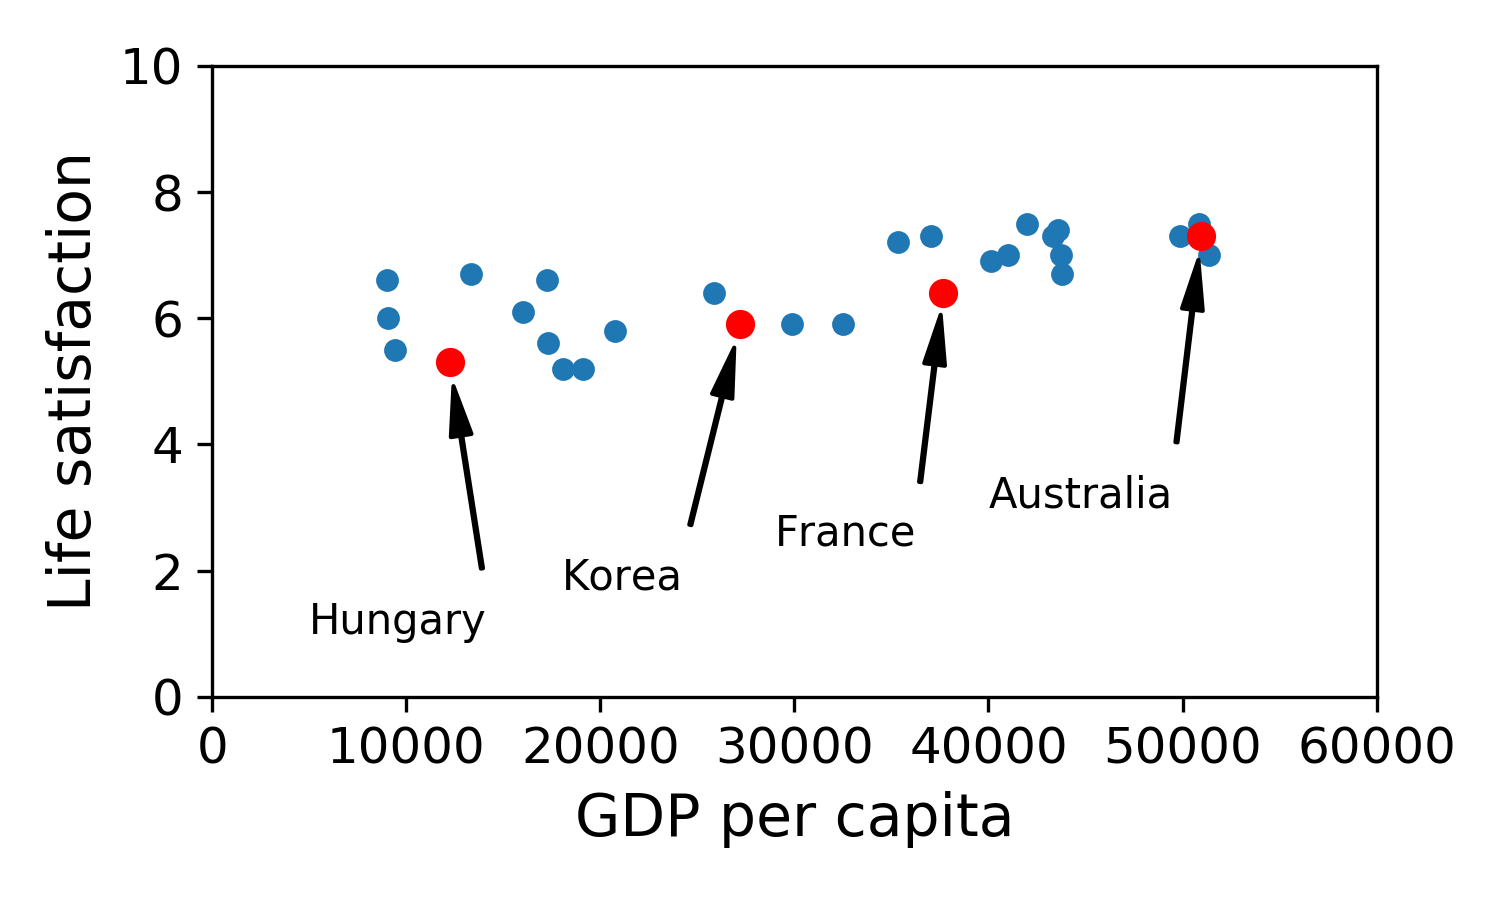 10
8
6
4
2
0
Life satisfaction
Hungary
Korea
France
Australia
0 10000 20000 30000 40000 50000 60000
GDP per capita